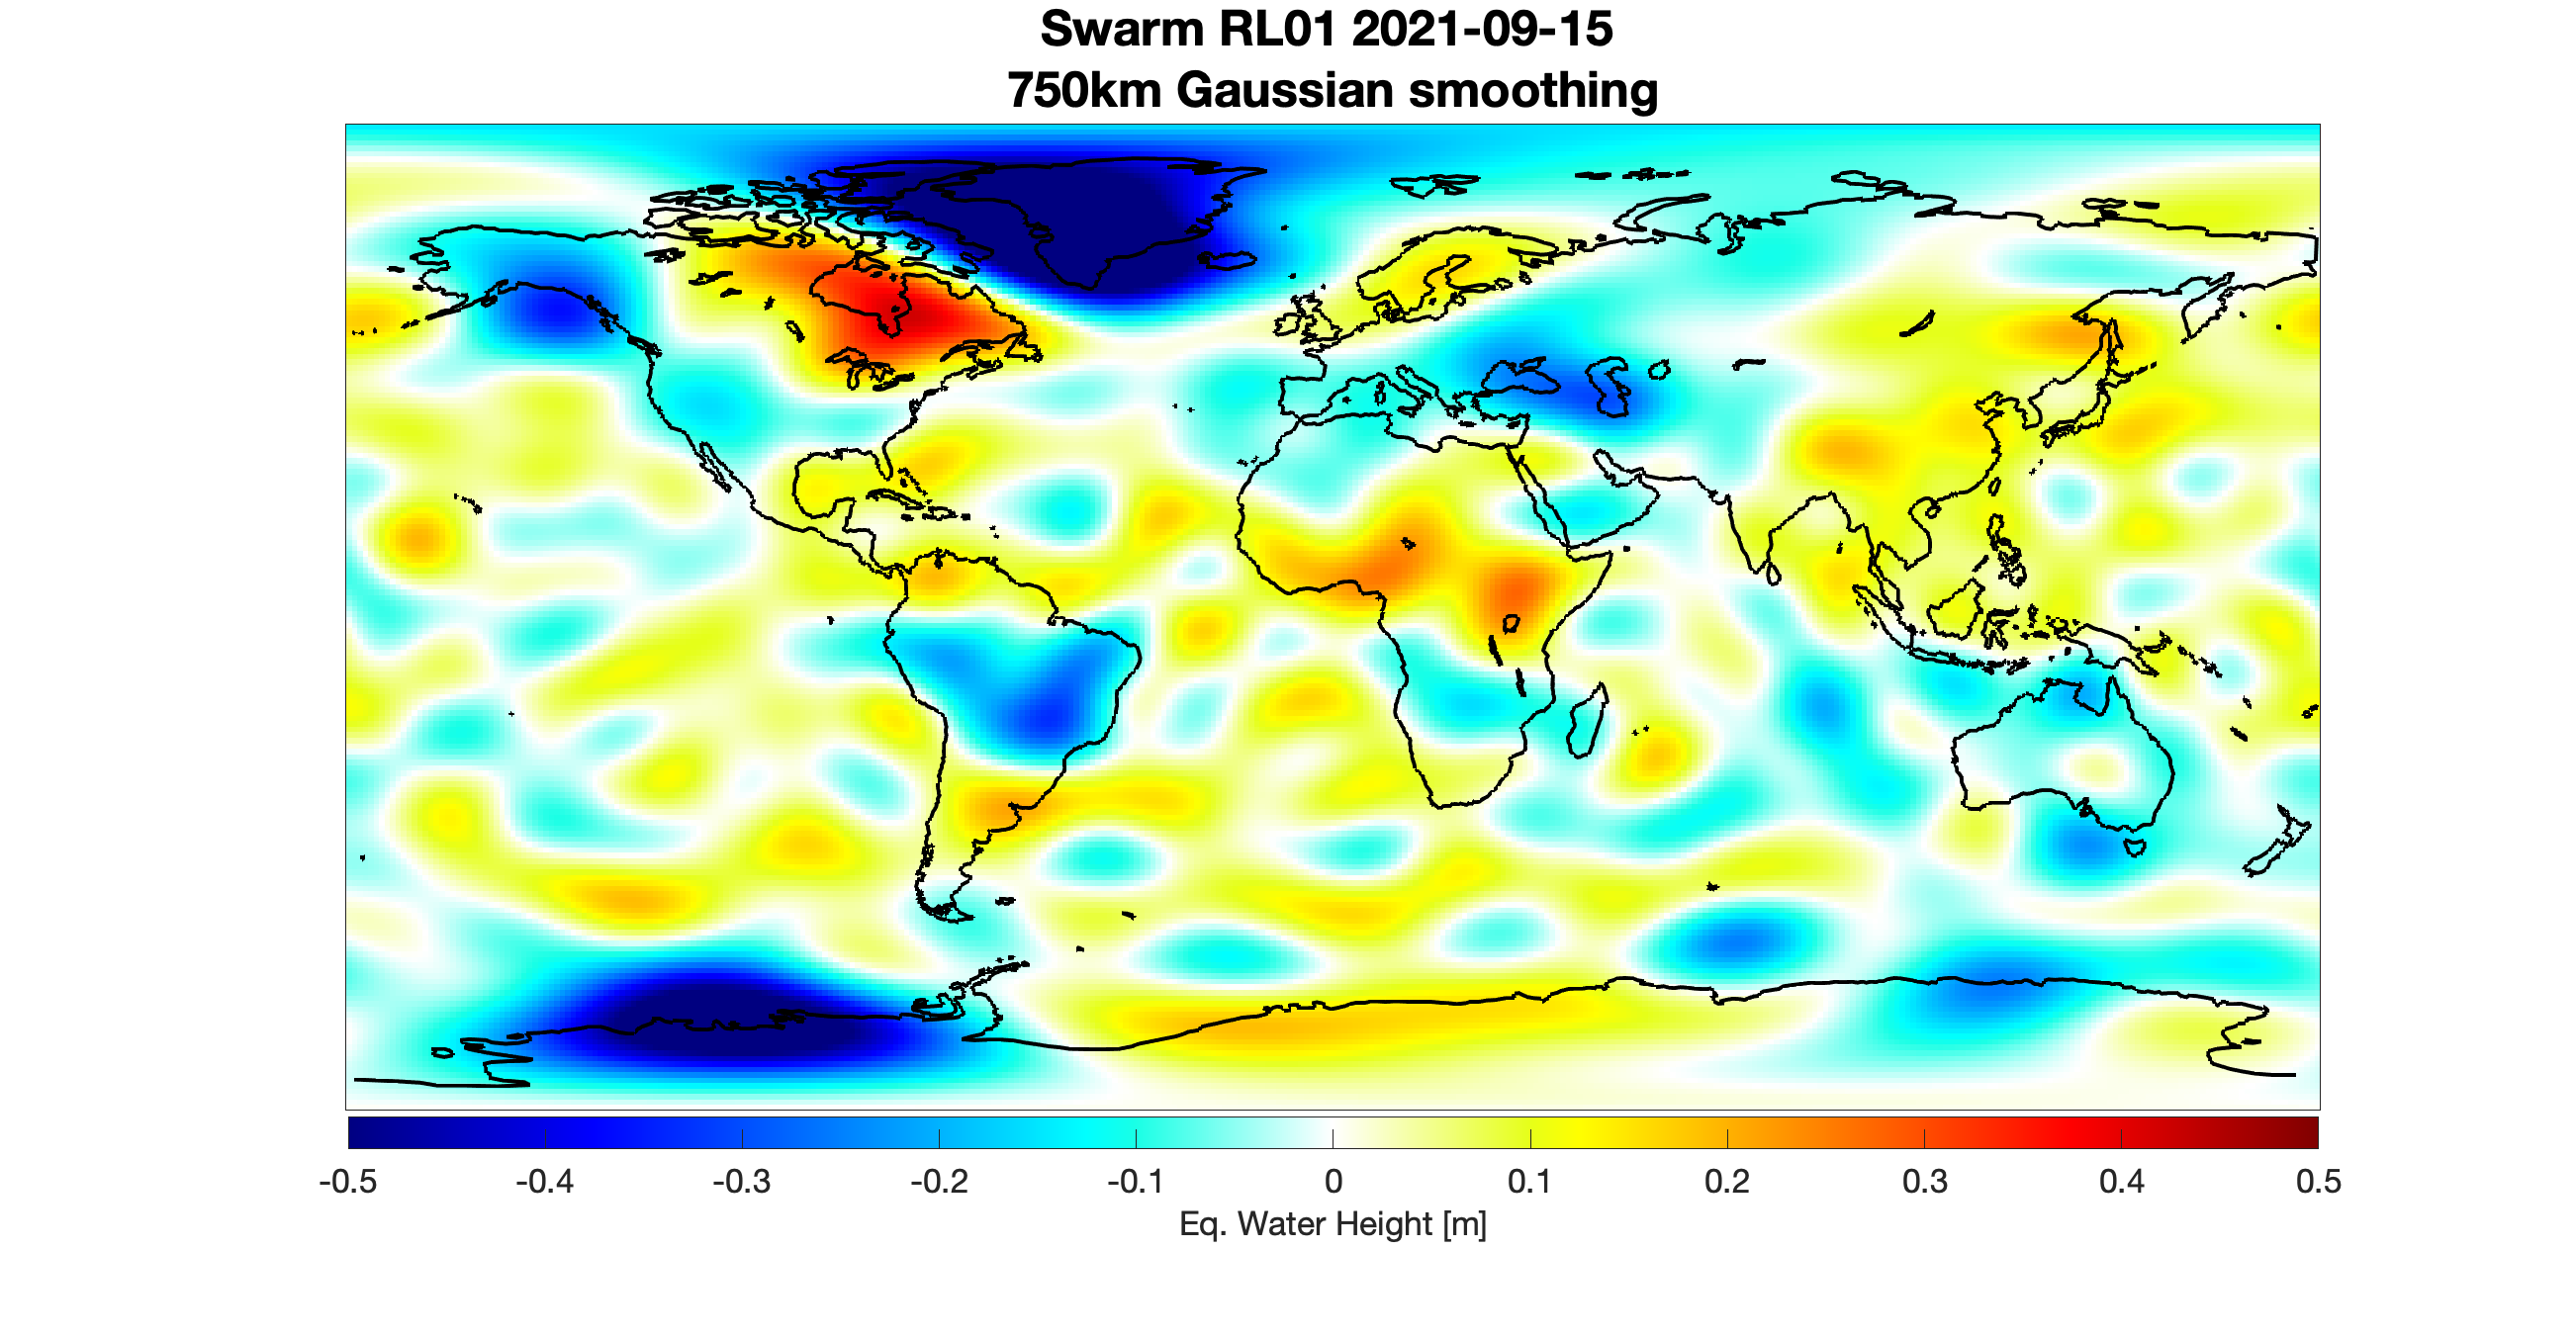 Swarm RL01 2021-09-15
750km Gaussian smoothing
-0.5 -0.4 -0.3 -0.2 -0.1 0 0.1 0.2 0.3 0.4 0.5
Eq. Water Height [m]